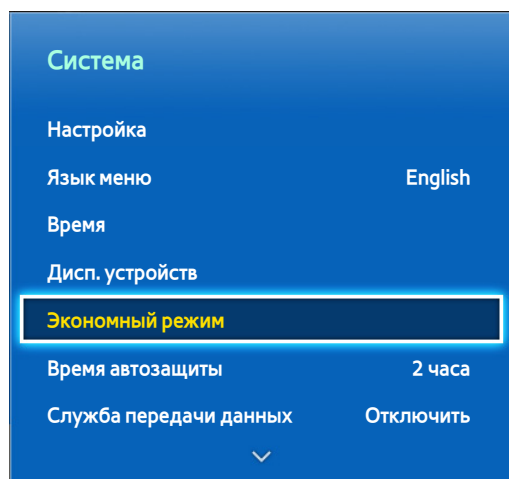 Система
Настройка
Язык меню English
Время
Дисп. устройств
Экономный режим
Время автозащиты 2 часа
Служба передачи данных Отключить